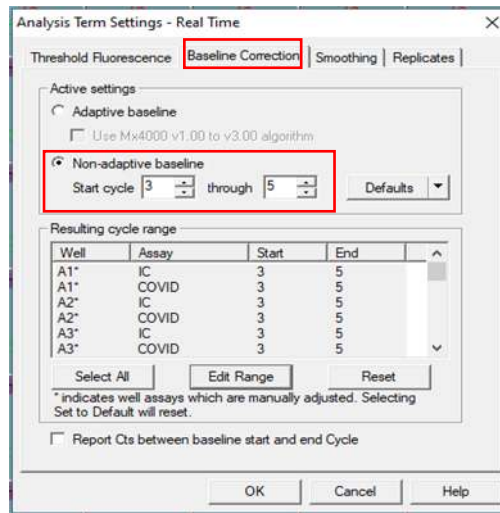 Analysis Term Settings - Real Time
Threshold Fluorescence Baseline Correction Smoothing Replicates
Active settings
Adaptive baseline
Use Mx4000 v1.00 to v3.00 algorithm
Non-adaptive baseline
Start cycle 3 through 5 Defaults
Resulting cycle range
Well Assay Start End
A1* IC 3 5
A1* COVID 3 5
A2* IC 3 5
A2* COVID 3 5
A3* IC 3 5
A3* COVID 3 5
Select All Edit Range Reset
* indicates well assays which are manually adjusted. Selecting
Set to Default will reset.
Report Cts between baseline start and end Cycle
OK Cancel Help